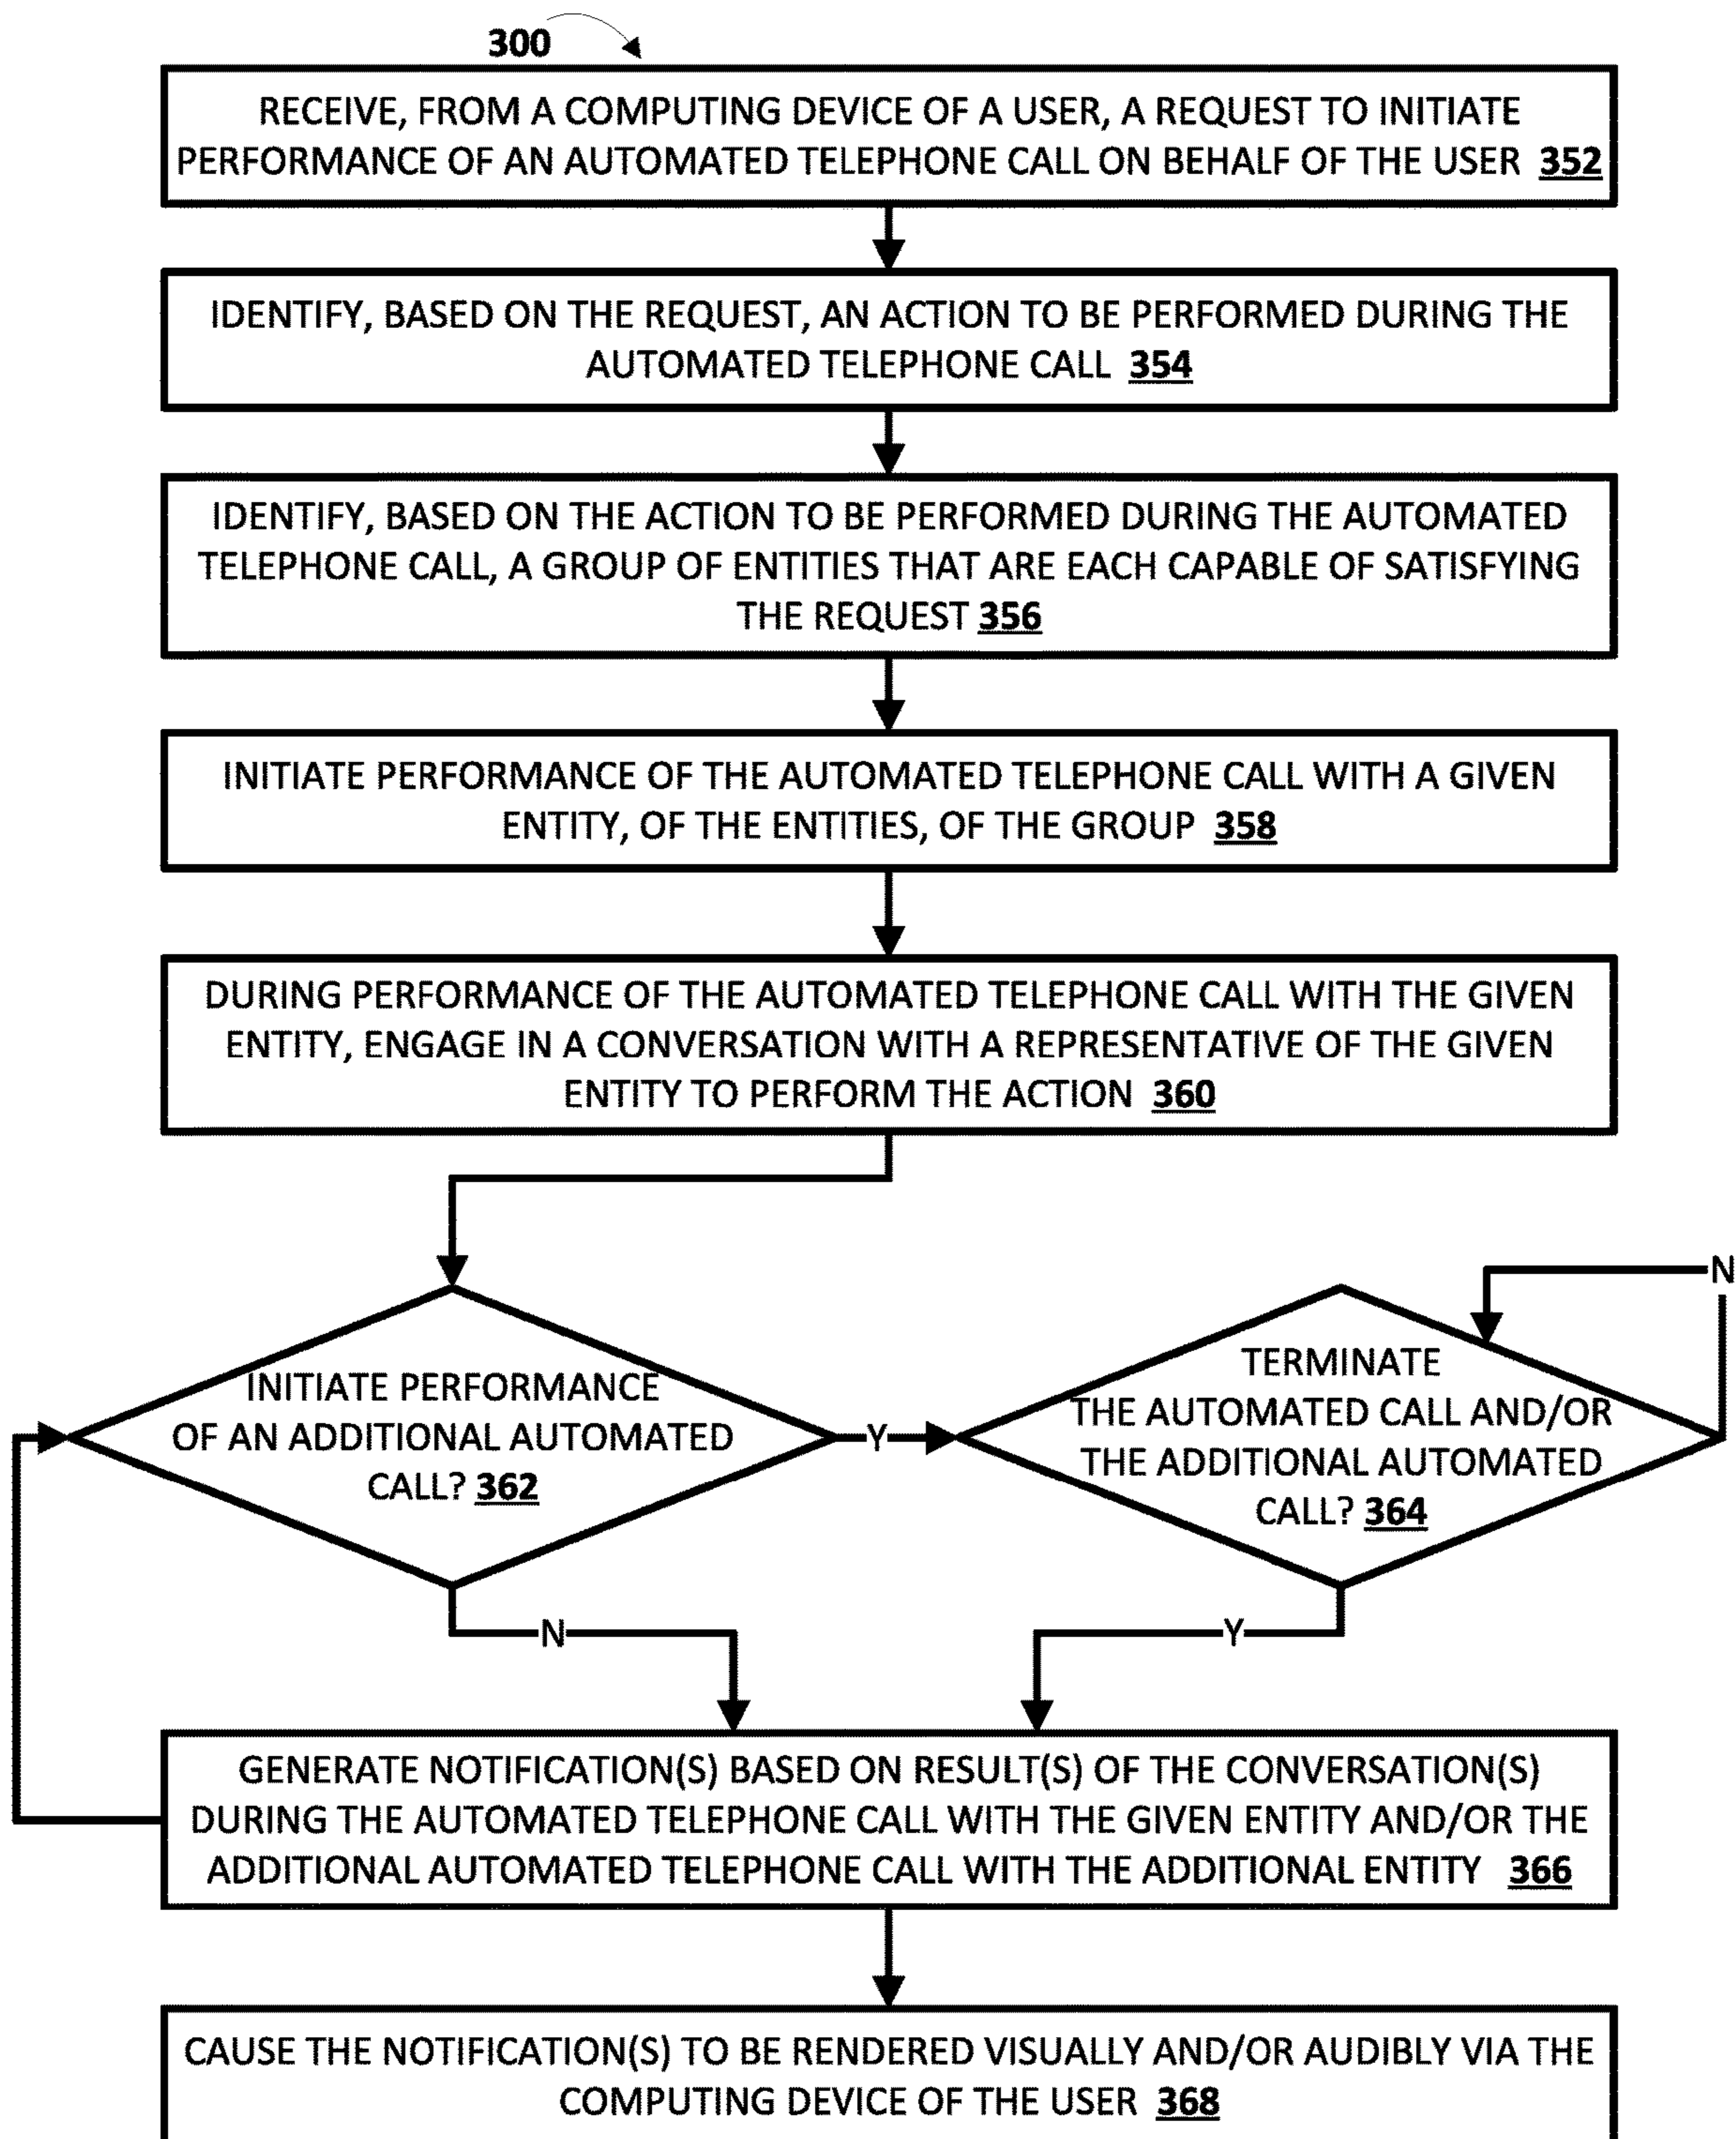 300
RECEIVE, FROM A COMPUTING DEVICE OF A USER, A REQUEST TO INITIATE
PERFORMANCE OF AN AUTOMATED TELEPHONE CALL ON BEHALF OF THE USER 352
IDENTIFY, BASED ON THE REQUEST, AN ACTION TO BE PERFORMED DURING THE
AUTOMATED TELEPHONE CALL 354
IDENTIFY, BASED ON THE ACTION TO BE PERFORMED DURING THE AUTOMATED
TELEPHONE CALL, A GROUP OF ENTITIES THAT ARE EACH CAPABLE OF SATISFYING
THE REQUEST 356
INITIATE PERFORMANCE OF THE AUTOMATED TELEPHONE CALL WITH A GIVEN
ENTITY, OF THE ENTITIES, OF THE GROUP 358
DURING PERFORMANCE OF THE AUTOMATED TELEPHONE CALL WITH THE GIVEN
ENTITY, ENGAGE IN A CONVERSATION WITH A REPRESENTATIVE OF THE GIVEN
ENTITY TO PERFORM THE ACTION 360
INITIATE PERFORMANCE
OF AN ADDITIONAL AUTOMATED
CALL? 362
Y
N
TERMINATE
THE AUTOMATED CALL AND/OR
THE ADDITIONAL AUTOMATED
CALL? 364
N
Y
GENERATE NOTIFICATION(S) BASED ON RESULT(S) OF THE CONVERSATION(S)
DURING THE AUTOMATED TELEPHONE CALL WITH THE GIVEN ENTITY AND/OR THE
ADDITIONAL AUTOMATED TELEPHONE CALL WITH THE ADDITIONAL ENTITY 366
CAUSE THE NOTIFICATION(S) TO BE RENDERED VISUALLY AND/OR AUDIBLY VIA THE
COMPUTING DEVICE OF THE USER 368